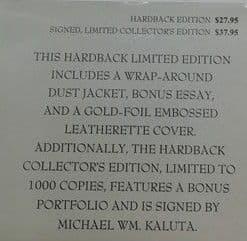 HARDBACK EDITION $27.95
SIGNED, LIMITED COLLECTOR'S EDITION $37.95
THIS HARDBACK LIMITED EDITION
INCLUDES A WRAP-AROUND
DUST JACKET, BONUS ESSAY,
AND A GOLD-FOIL EMBOSSED
LEATHERETTE COVER.
ADDITIONALLY, THE HARDBACK
COLLECTOR'S EDITION, LIMITED TO
1000 COPIES, FEATURES A BONUS
PORTFOLIO AND IS SIGNED BY
MICHAEL WM. KALUTA.